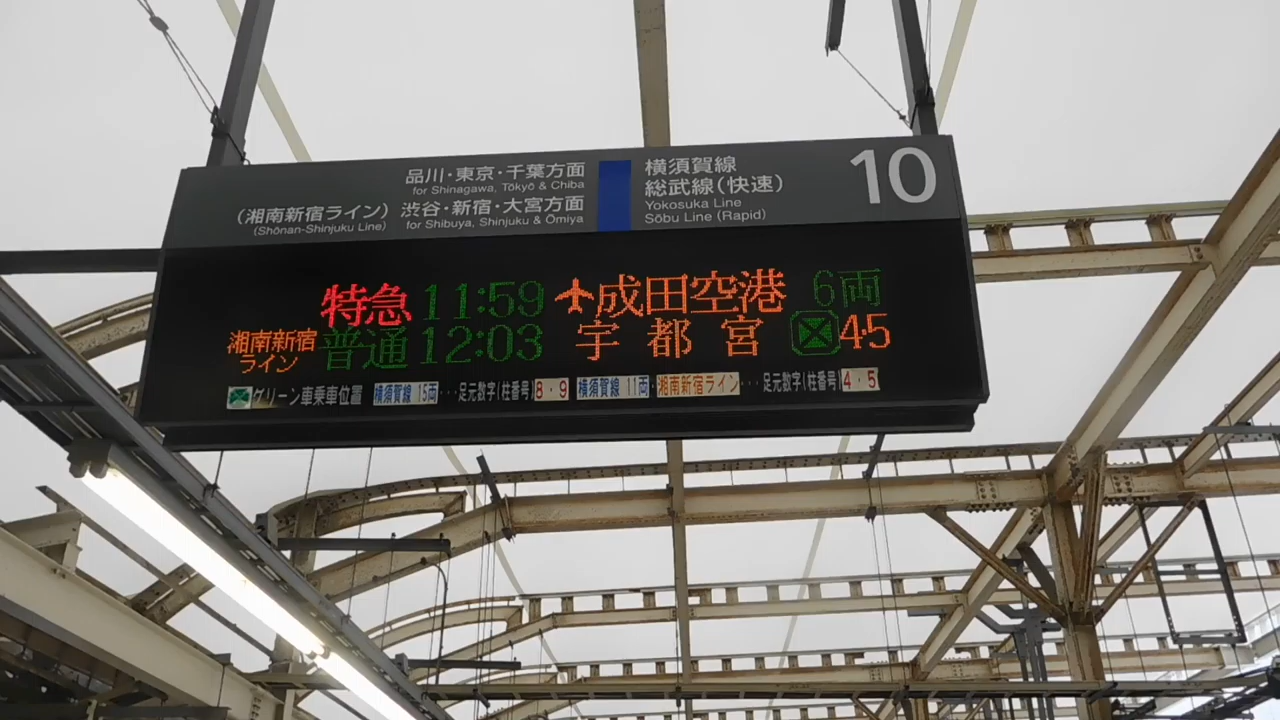 品川・東京・千葉方面
for Shinagawa, Tōkyō & Chiba
(湘南新宿ライン) 渋谷・新宿・大宮方面
(Shōnan-Shinjuku Line) for Shibuya, Shinjuku & Ōmiya
横須賀線
総武線(快速)
Yokosuka Line
Sōbu Line (Rapid)
10
特急 11:59 成田空港 6両
湘南新宿ライン 普通 12:03 宇都宮 4・5
グリーン車乗車位置 横須賀線 15両・・・足元数字(柱番号) 8・9 横須賀線 11両・湘南新宿ライン・・・足元数字(柱番号) 4・5